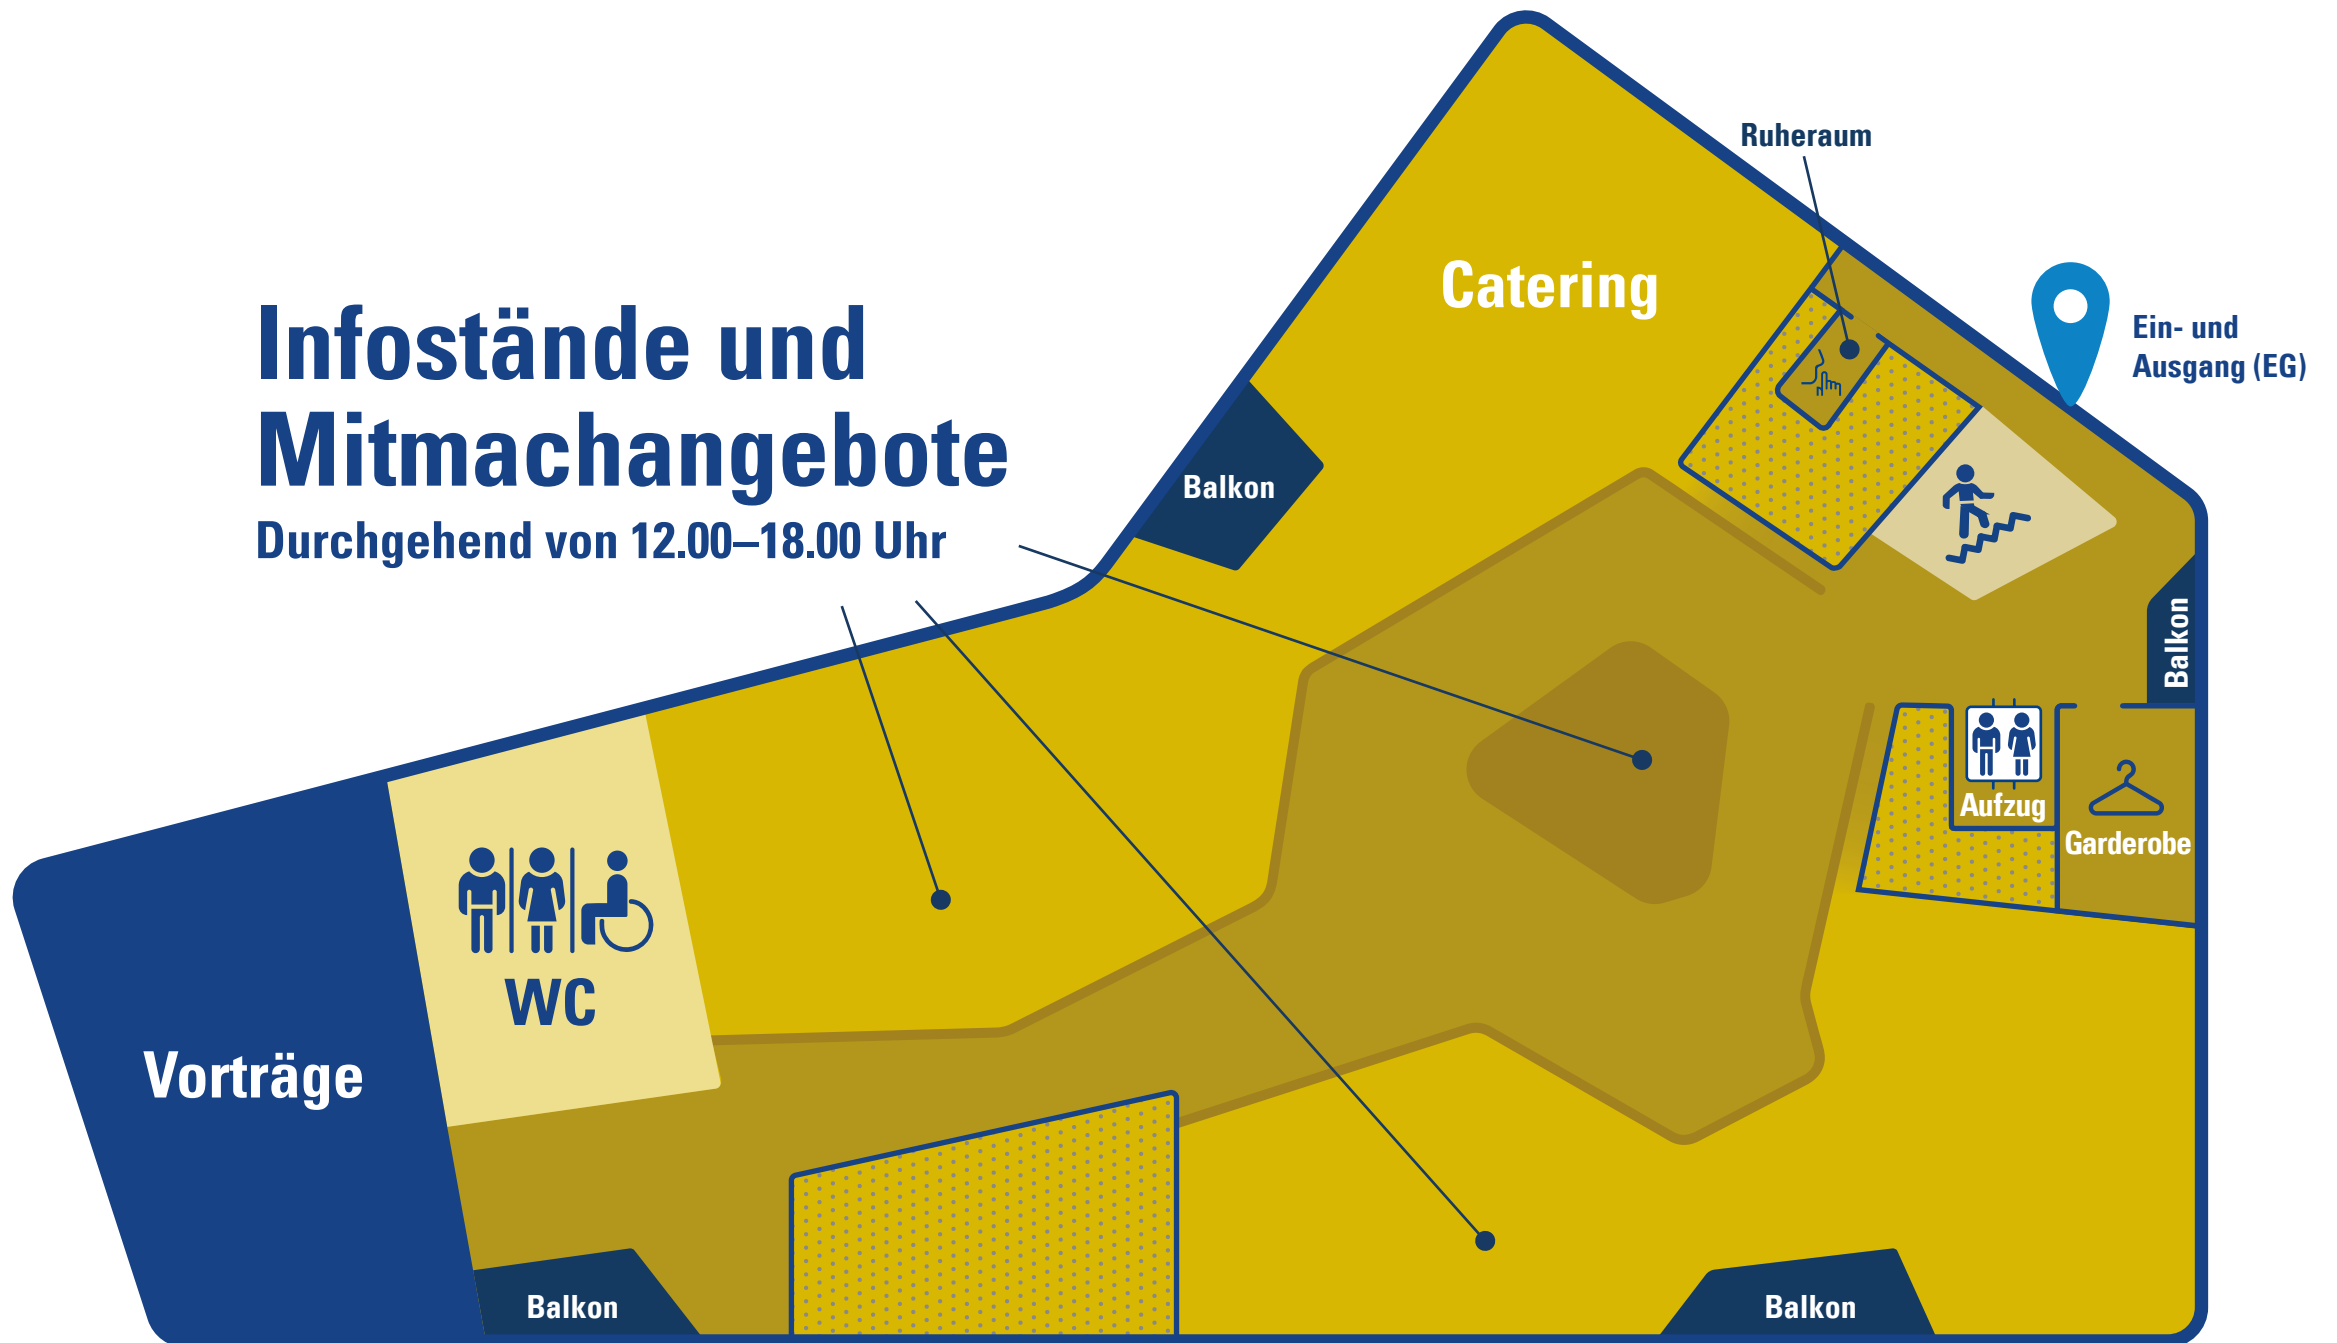 Ruheraum
Catering
Ein- und
Ausgang (EG)
Infostände und
Mitmachangebote
Durchgehend von 12.00–18.00 Uhr
Balkon
Balkon
Aufzug
Garderobe
WC
Vorträge
Balkon
Balkon